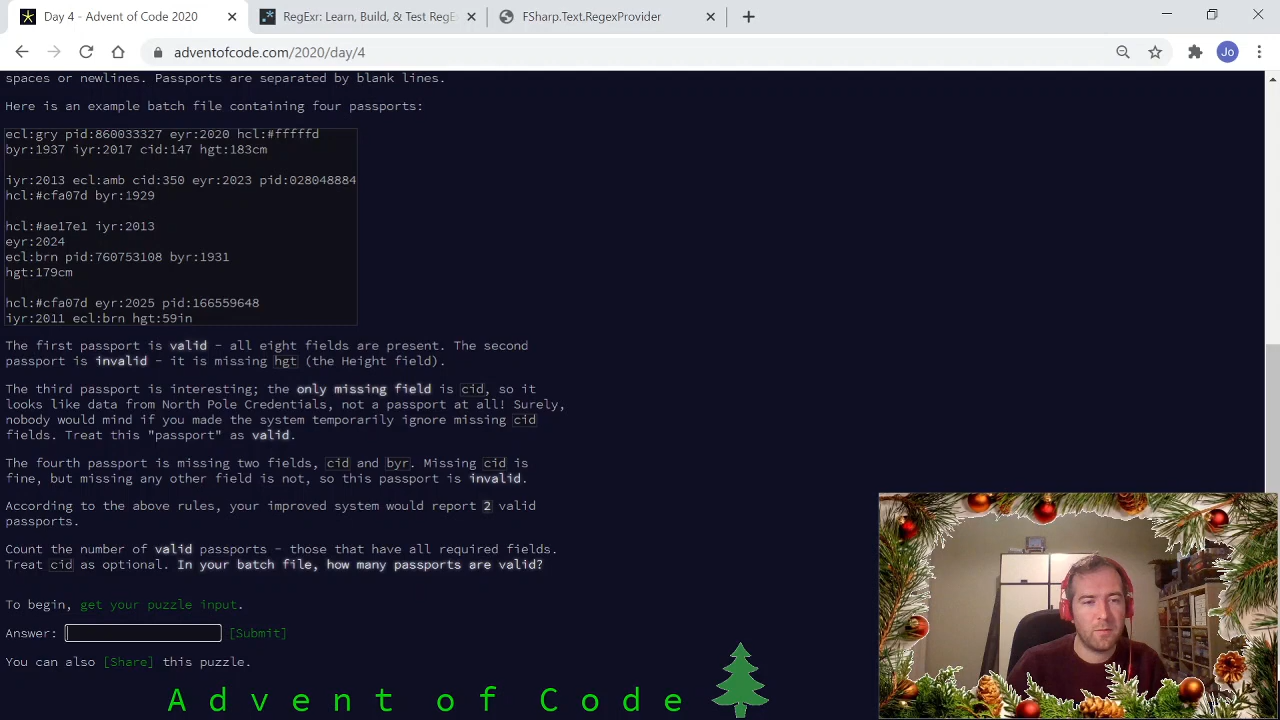 Day 4 - Advent of Code 2020
RegExr: Learn, Build, & Test RegE
FSharp.Text.RegexProvider
adventofcode.com/2020/day/4
Jo
spaces or newlines. Passports are separated by blank lines.
Here is an example batch file containing four passports:
ecl:gry pid:860033327 eyr:2020 hcl:#fffffd
byr:1937 iyr:2017 cid:147 hgt:183cm
iyr:2013 ecl:amb cid:350 eyr:2023 pid:028048884
hcl:#cfa07d byr:1929
hcl:#ae17e1 iyr:2013
eyr:2024
ecl:brn pid:760753108 byr:1931
hgt:179cm
hcl:#cfa07d eyr:2025 pid:166559648
iyr:2011 ecl:brn hgt:59in
The first passport is valid - all eight fields are present. The second
passport is invalid - it is missing hgt (the Height field).
The third passport is interesting; the only missing field is cid, so it
looks like data from North Pole Credentials, not a passport at all! Surely,
nobody would mind if you made the system temporarily ignore missing cid
fields. Treat this "passport" as valid.
The fourth passport is missing two fields, cid and byr. Missing cid is
fine, but missing any other field is not, so this passport is invalid.
According to the above rules, your improved system would report 2 valid
passports.
Count the number of valid passports - those that have all required fields.
Treat cid as optional. In your batch file, how many passports are valid?
To begin, get your puzzle input.
Answer: [Submit]
You can also [Share] this puzzle.
Advent of Code